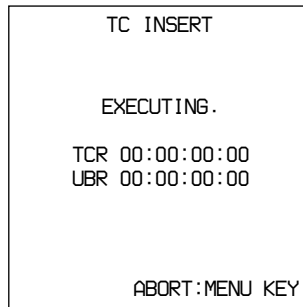 TC INSERT
EXECUTING.
TCR 00:00:00:00
UBR 00:00:00:00
ABORT:MENU KEY